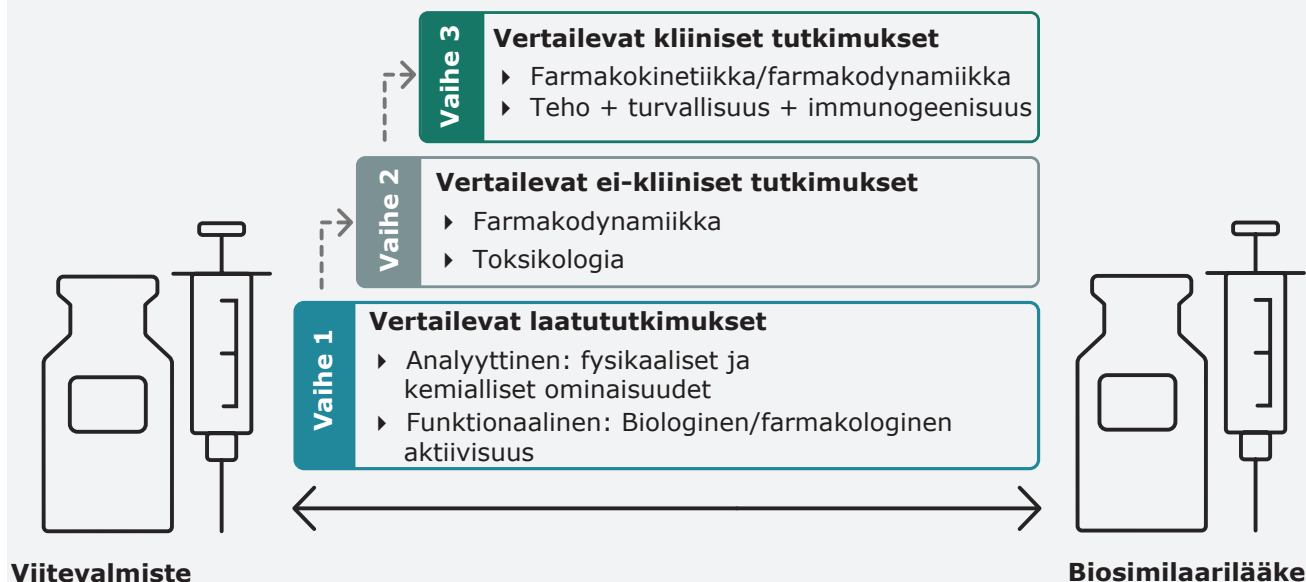 Vaihe 3
Vertailevat kliiniset tutkimukset
Farmakokinetiikka/farmakodynamiikka
Teho + turvallisuus + immunogeenisuus
Vaihe 2
Vertailevat ei-kliiniset tutkimukset
Farmakodynamiikka
Toksikologia
Vaihe 1
Vertailevat laatututkimukset
Analyyttinen: fysikaaliset ja
kemialliset ominaisuudet
Funktionaalinen: Biologinen/farmakologinen
aktiivisuus
Viitevalmiste
Biosimilaarilääke